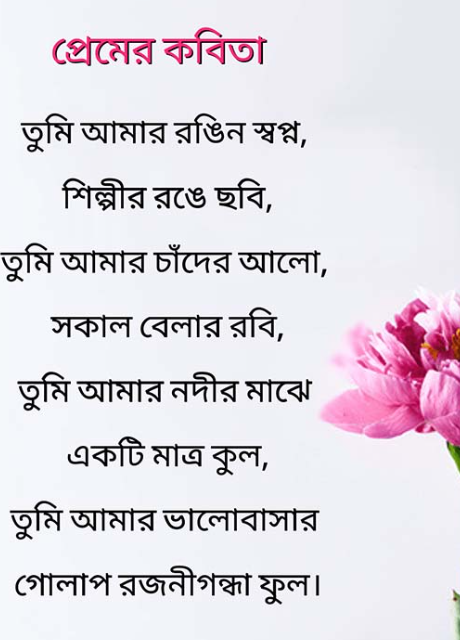 প্রেমের কবিতা
তুমি আমার রঙিন স্বপ্ন,
শিল্পীর রঙে ছবি,
তুমি আমার চাঁদের আলো,
সকাল বেলার রবি,
তুমি আমার নদীর মাঝে
একটি মাত্র কুল,
তুমি আমার ভালোবাসার
গোলাপ রজনীগন্ধা ফুল।